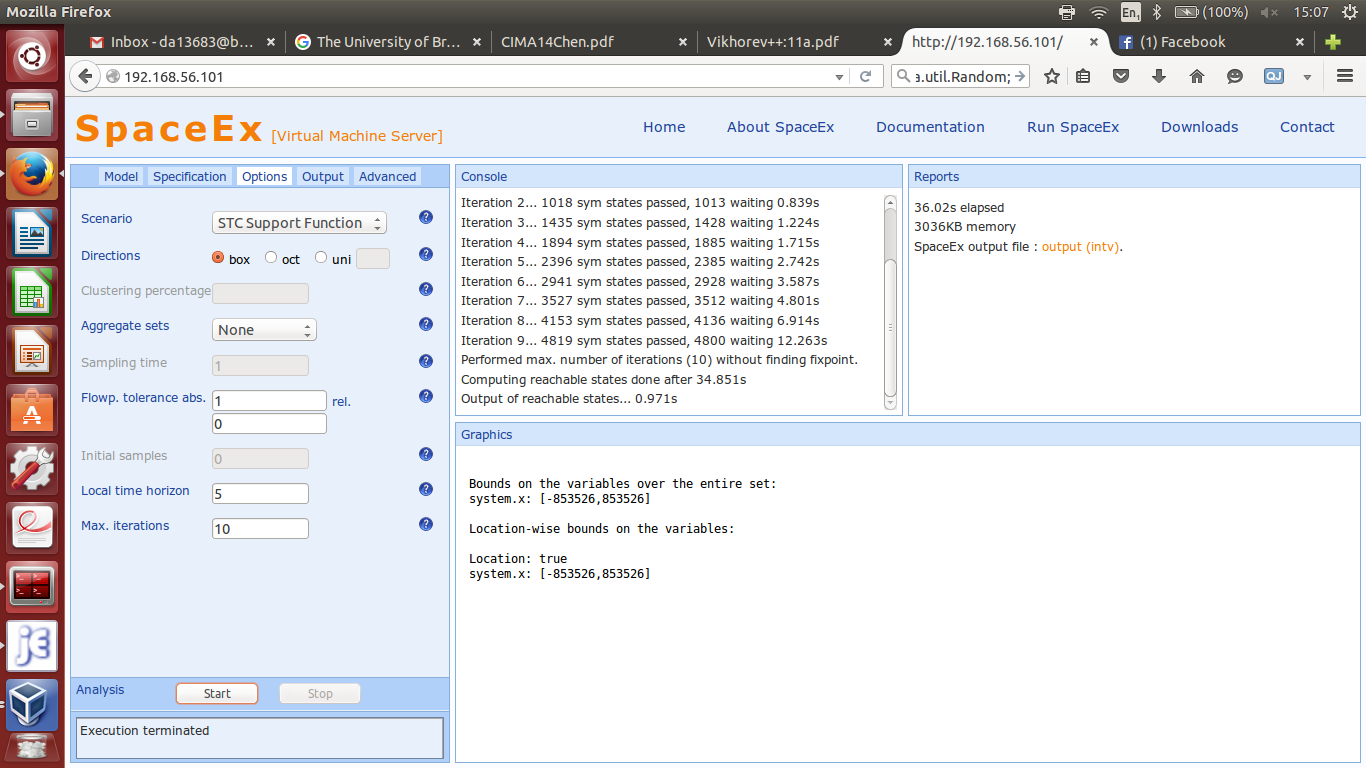 Mozilla Firefox
En1
(100%)
15:07
Inbox - da13683@b...
The University of Br...
CIMA14Chen.pdf
Vikhorev++:11a.pdf
http://192.168.56.101/
(1) Facebook
192.168.56.101
a.util.Random;
QJ
SpaceEx [Virtual Machine Server]
Home
About SpaceEx
Documentation
Run SpaceEx
Downloads
Contact
Model
Specification
Options
Output
Advanced
Scenario
STC Support Function
?
Directions
box
oct
uni
?
Clustering percentage
?
Aggregate sets
None
?
Sampling time
1
?
Flowp. tolerance abs.
1
rel.
?
0
Initial samples
0
?
Local time horizon
5
?
Max. iterations
10
?
Analysis
Start
Stop
Execution terminated
Console
Iteration 2... 1018 sym states passed, 1013 waiting 0.839s
Iteration 3... 1435 sym states passed, 1428 waiting 1.224s
Iteration 4... 1894 sym states passed, 1885 waiting 1.715s
Iteration 5... 2396 sym states passed, 2385 waiting 2.742s
Iteration 6... 2941 sym states passed, 2928 waiting 3.587s
Iteration 7... 3527 sym states passed, 3512 waiting 4.801s
Iteration 8... 4153 sym states passed, 4136 waiting 6.914s
Iteration 9... 4819 sym states passed, 4800 waiting 12.263s
Performed max. number of iterations (10) without finding fixpoint.
Computing reachable states done after 34.851s
Output of reachable states... 0.971s
Reports
36.02s elapsed
3036KB memory
SpaceEx output file : output (intv).
Graphics
Bounds on the variables over the entire set:
system.x: [-853526,853526]
Location-wise bounds on the variables:
Location: true
system.x: [-853526,853526]